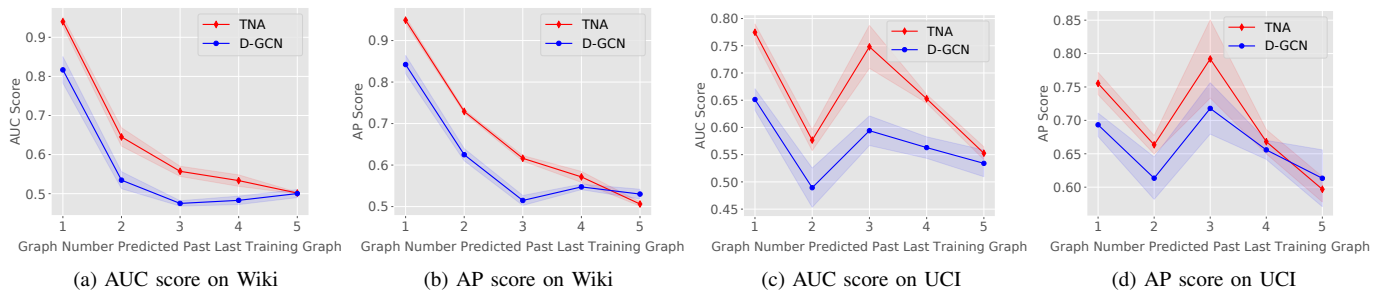 AUC Score
0.9
0.8
0.7
0.6
0.5
TNA
D-GCN
1 2 3 4 5
Graph Number Predicted Past Last Training Graph
(a) AUC score on Wiki
AP Score
0.9
0.8
0.7
0.6
0.5
TNA
D-GCN
1 2 3 4 5
Graph Number Predicted Past Last Training Graph
(b) AP score on Wiki
AUC Score
0.80
0.75
0.70
0.65
0.60
0.55
0.50
0.45
TNA
D-GCN
1 2 3 4 5
Graph Number Predicted Past Last Training Graph
(c) AUC score on UCI
AP Score
0.85
0.80
0.75
0.70
0.65
0.60
TNA
D-GCN
1 2 3 4 5
Graph Number Predicted Past Last Training Graph
(d) AP score on UCI